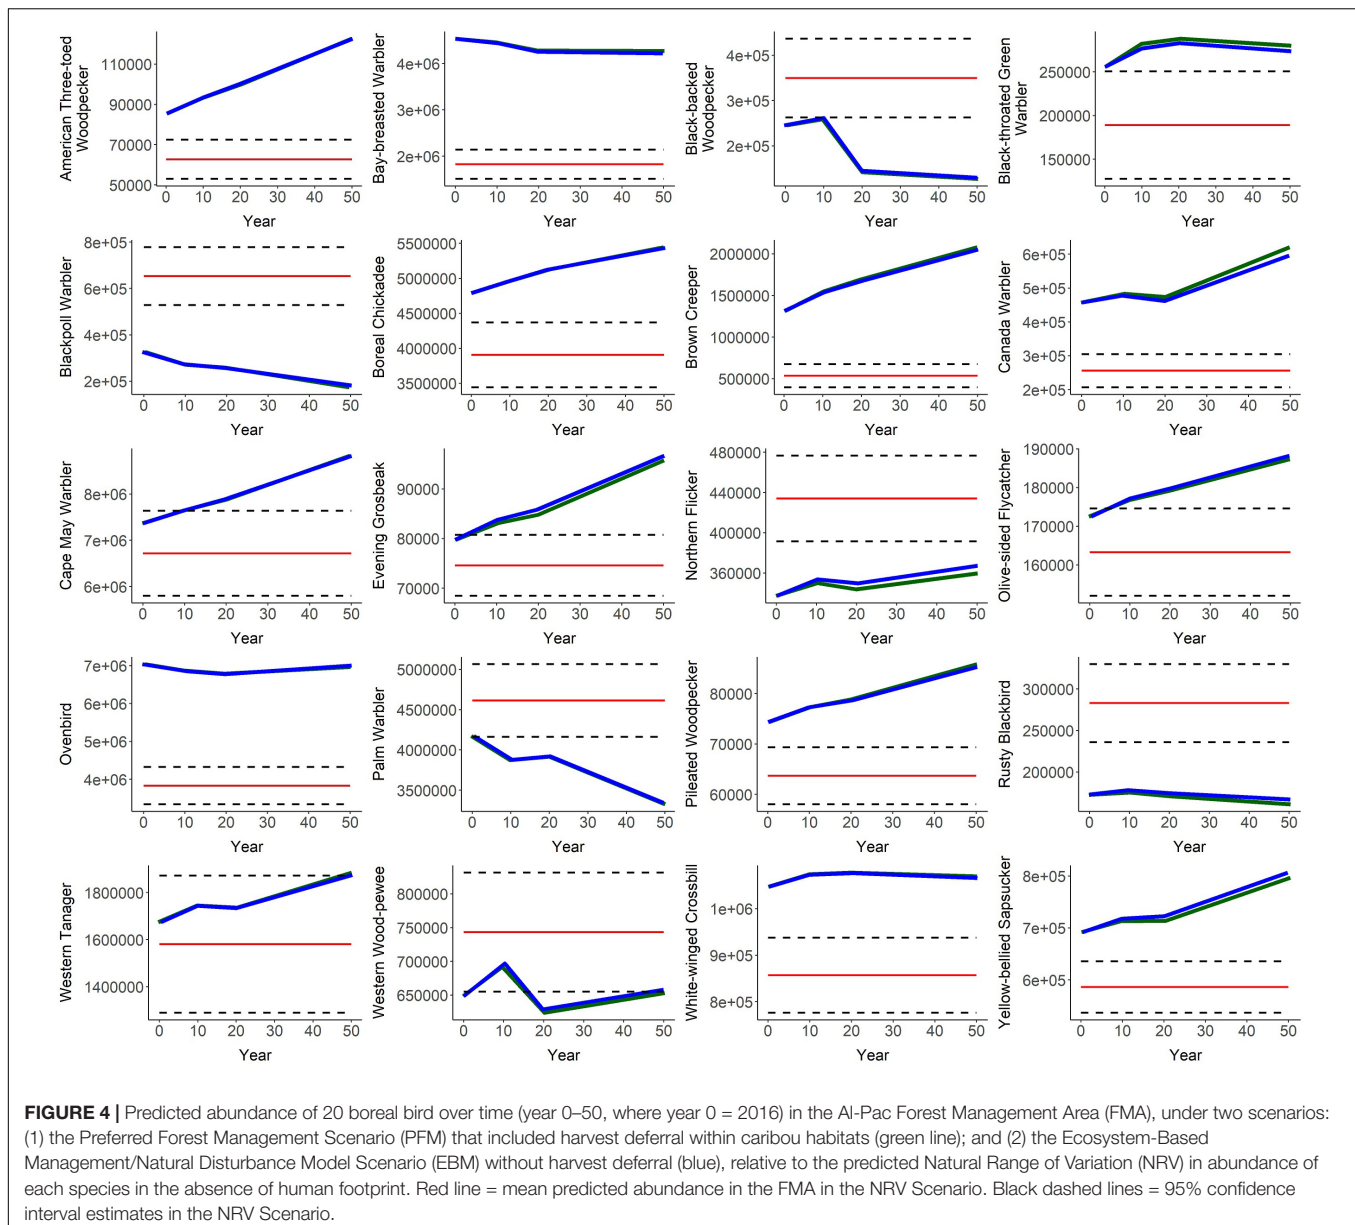 American Three-toed
Woodpecker
110000
90000
70000
50000
0 10 20 30 40 50
Year
Bay-breasted Warbler
4e+06
3e+06
2e+06
0 10 20 30 40 50
Year
Black-backed
Woodpecker
4e+05
3e+05
2e+05
0 10 20 30 40 50
Year
Black-throated Green
Warbler
250000
150000
0 10 20 30 40 50
Year
Blackpoll Warbler
8e+05
6e+05
4e+05
2e+05
0 10 20 30 40 50
Year
Boreal Chickadee
5500000
5000000
4500000
4000000
3500000
0 10 20 30 40 50
Year
Brown Creeper
2000000
1500000
1000000
500000
0 10 20 30 40 50
Year
Canada Warbler
6e+05
5e+05
4e+05
3e+05
2e+05
0 10 20 30 40 50
Year
Cape May Warbler
8e+06
7e+06
6e+06
0 10 20 30 40 50
Year
Evening Grosbeak
90000
80000
70000
0 10 20 30 40 50
Year
Northern Flicker
480000
440000
400000
360000
0 10 20 30 40 50
Year
Olive-sided Flycatcher
190000
180000
170000
160000
0 10 20 30 40 50
Year
Ovenbird
7e+06
6e+06
5e+06
4e+06
0 10 20 30 40 50
Year
Palm Warbler
5000000
4500000
4000000
3500000
0 10 20 30 40 50
Year
Pileated Woodpecker
80000
70000
60000
0 10 20 30 40 50
Year
Rusty Blackbird
300000
250000
200000
0 10 20 30 40 50
Year
Western Tanager
1800000
1600000
1400000
0 10 20 30 40 50
Year
Western Wood-pewee
800000
750000
700000
650000
0 10 20 30 40 50
Year
White-winged Crossbill
1e+06
9e+05
8e+05
0 10 20 30 40 50
Year
Yellow-bellied Sapsucker
8e+05
7e+05
6e+05
0 10 20 30 40 50
Year
FIGURE 4 | Predicted abundance of 20 boreal bird over time (year 0–50, where year 0 = 2016) in the Al-Pac Forest Management Area (FMA), under two scenarios:
(1) the Preferred Forest Management Scenario (PFM) that included harvest deferral within caribou habitats (green line); and (2) the Ecosystem-Based
Management/Natural Disturbance Model Scenario (EBM) without harvest deferral (blue), relative to the predicted Natural Range of Variation (NRV) in abundance of
each species in the absence of human footprint. Red line = mean predicted abundance in the FMA in the NRV Scenario. Black dashed lines = 95% confidence
interval estimates in the NRV Scenario.